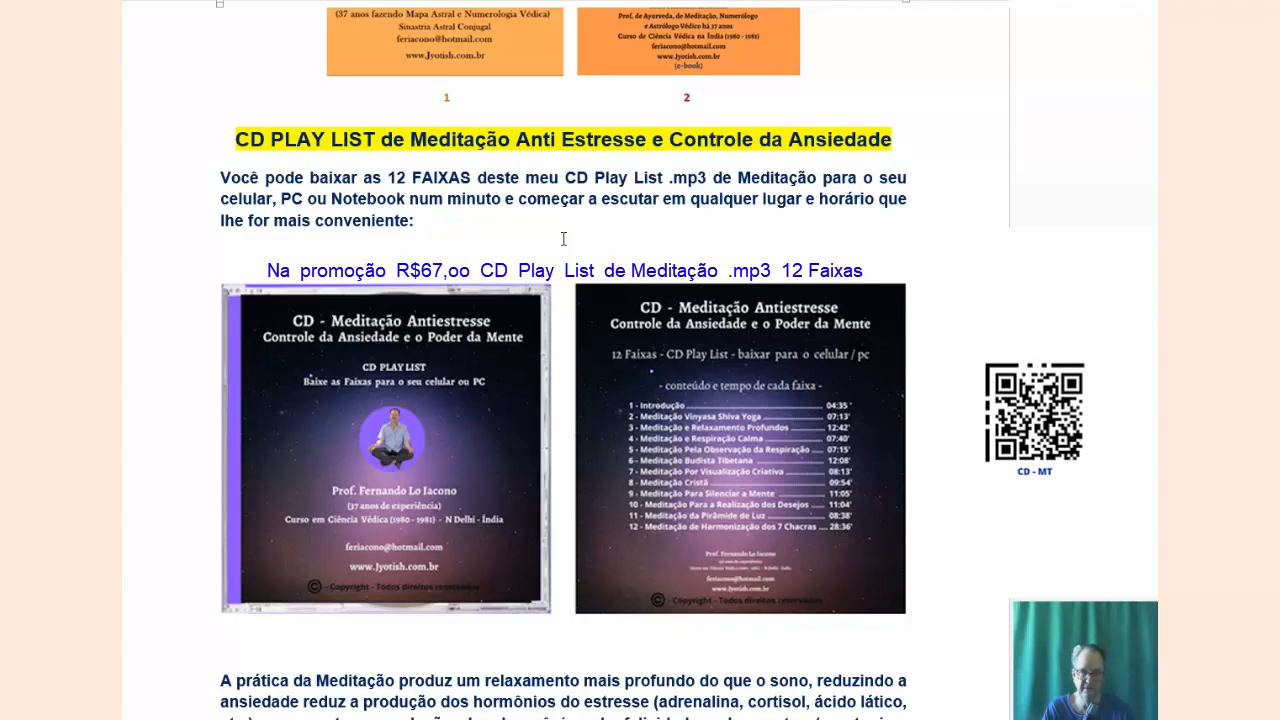 (37 anos fazendo Mapa Astral e Numerologia Védica)
Sinastria Astral Conjugal
feriacono@hotmail.com
www.Jyotish.com.br
Prof. de Ayurveda, de Meditação, Numerólogo
e Astrólogo Védico há 37 anos
Curso de Ciência Védica na Índia (1980 - 1981)
feriacono@hotmail.com
www.Jyotish.com.br
(e-book)
1
2
CD PLAY LIST de Meditação Anti Estresse e Controle da Ansiedade
Você pode baixar as 12 FAIXAS deste meu CD Play List .mp3 de Meditação para o seu
celular, PC ou Notebook num minuto e começar a escutar em qualquer lugar e horário que
lhe for mais conveniente:
Na promoção R$67,oo CD Play List de Meditação .mp3 12 Faixas
CD - Meditação Antiestresse
Controle da Ansiedade e o Poder da Mente
CD PLAY LIST
Baixe as Faixas para o seu celular ou PC
Prof. Fernando Lo Iacono
(37 anos de experiência)
Curso em Ciência Védica (1980 - 1981) - N Delhi - Índia
feriacono@hotmail.com
www.Jyotish.com.br
© - Copyright - Todos direitos reservados
CD - Meditação Antiestresse
Controle da Ansiedade e o Poder da Mente
12 Faixas - CD Play List - baixar para o celular / pc
- conteúdo e tempo de cada faixa -
1 - Introdução 04:35'
2 - Meditação Vinyasa Shiva Yoga 07:13'
3 - Meditação e Relaxamento Profundos 12:42'
4 - Meditação e Respiração Calma 07:40'
5 - Meditação Pela Observação da Respiração 07:15'
6 - Meditação Budista Tibetana 12:08'
7 - Meditação Por Visualização Criativa 08:13'
8 - Meditação Cristã 09:54'
9 - Meditação Para Silenciar a Mente 11:05'
10 - Meditação Para a Realização dos Desejos 11:04'
11 - Meditação da Pirâmide de Luz 08:38'
12 - Meditação de Harmonização dos 7 Chacras 28:36'
Prof. Fernando Lo Iacono
feriacono@hotmail.com
www.Jyotish.com.br
© - Copyright - Todos direitos reservados
CD - MT
A prática da Meditação produz um relaxamento mais profundo do que o sono, reduzindo a
ansiedade reduz a produção dos hormônios do estresse (adrenalina, cortisol, ácido lático,